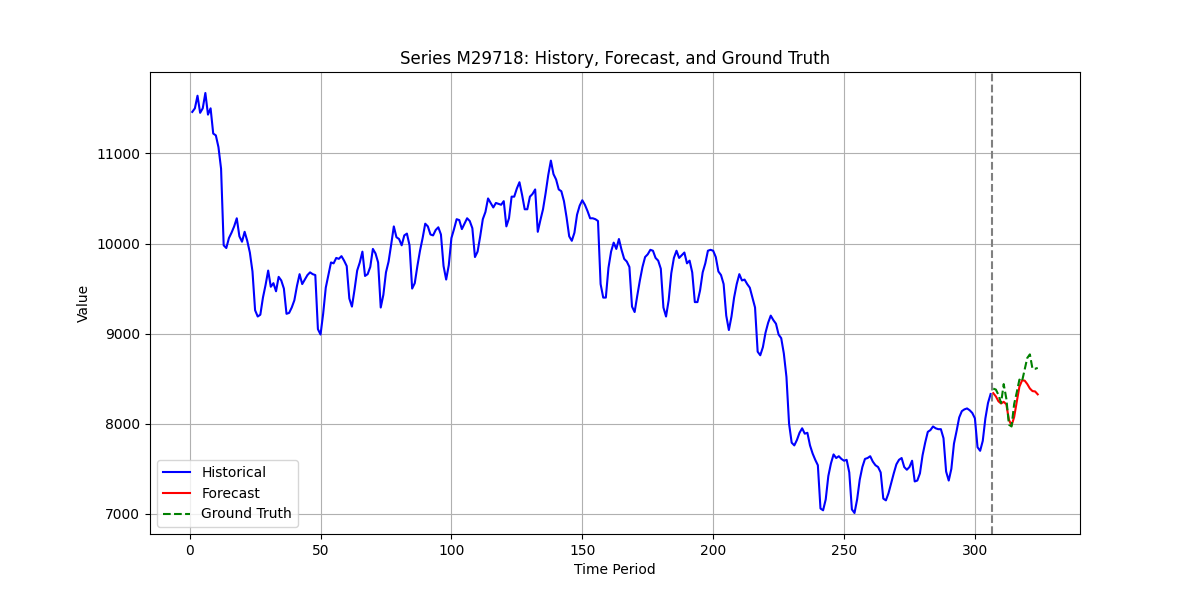 Series M29718: History, Forecast, and Ground Truth
Value
11000
10000
9000
8000
7000
Historical
Forecast
Ground Truth
0 50 100 150 200 250 300
Time Period